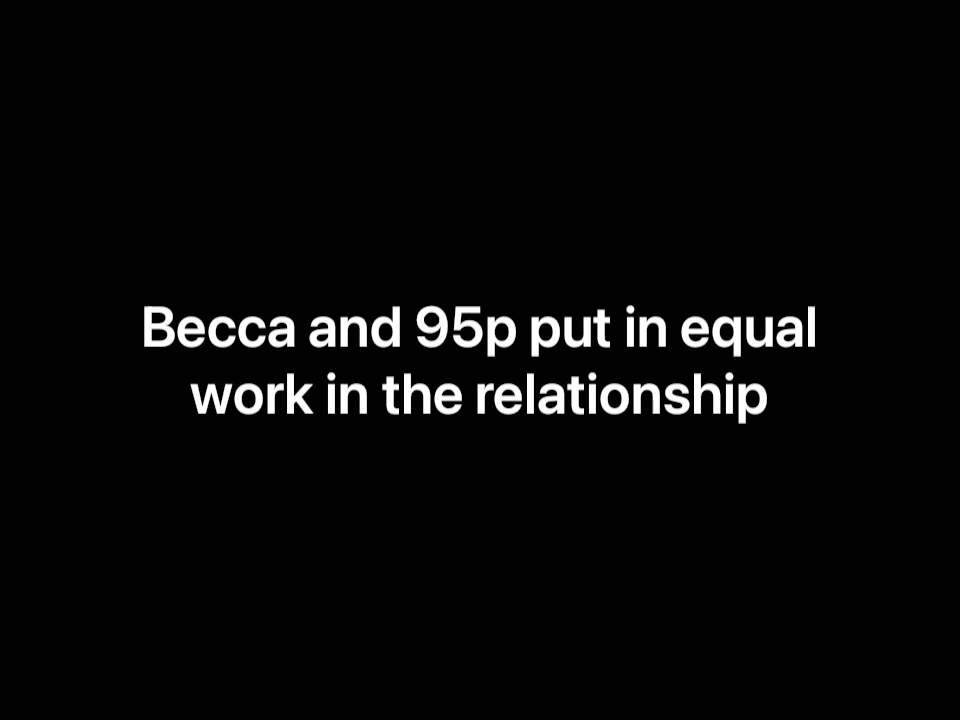 Becca and 95p put in equal
work in the relationship